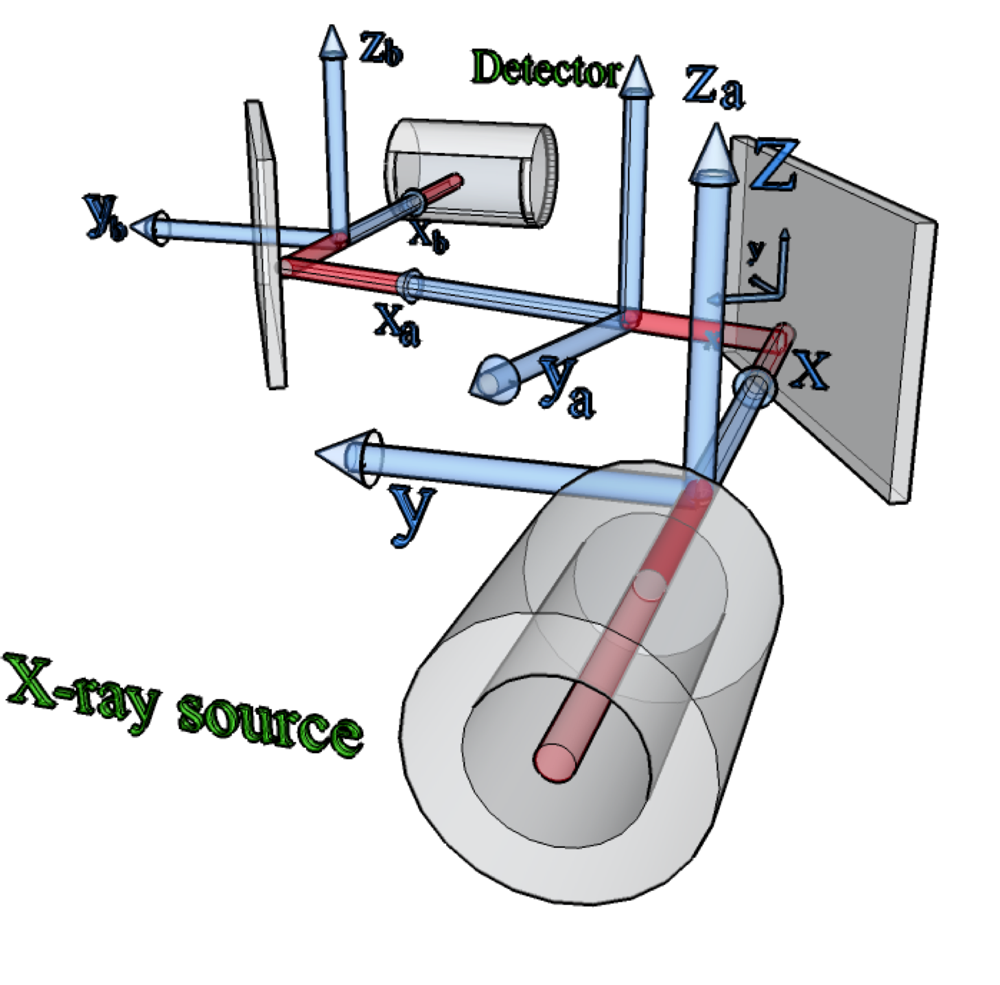 Zb
Detector
Za
Z
yb
xb
y
xa
x
X
ya
y
X-ray source